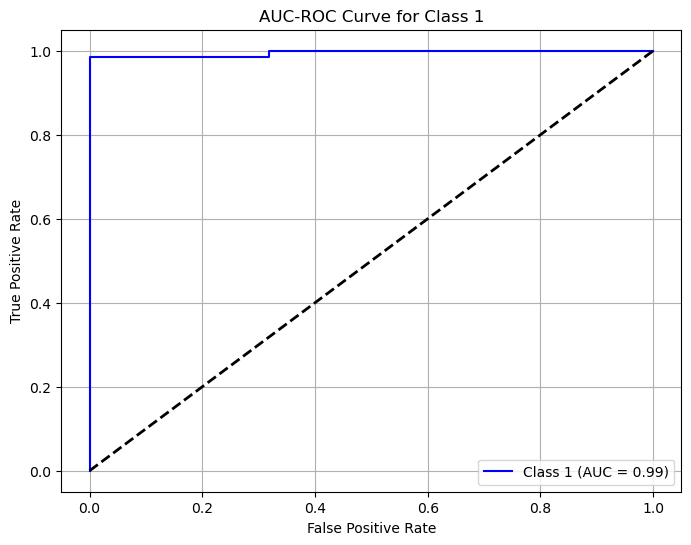 AUC-ROC Curve for Class 1
1.0
0.8
0.6
0.4
0.2
0.0
True Positive Rate
Class 1 (AUC = 0.99)
0.0 0.2 0.4 0.6 0.8 1.0
False Positive Rate